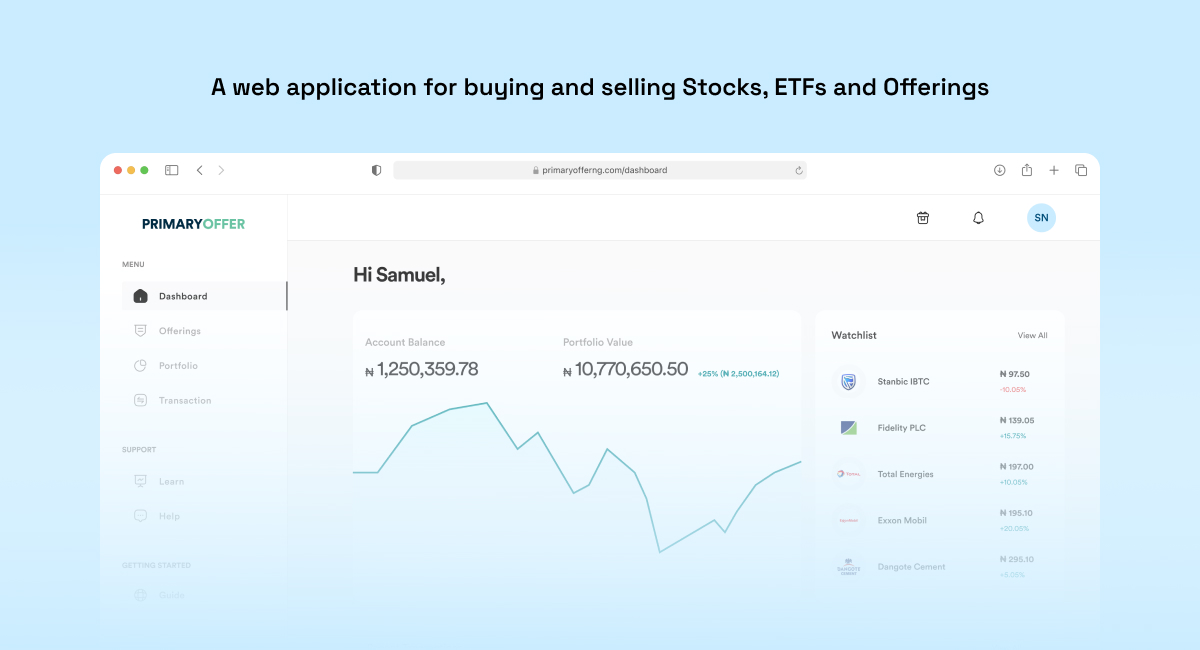 A web application for buying and selling Stocks, ETFs and Offerings
primaryofferng.com/dashboard
PRIMARYOFFER
SN
MENU
Dashboard
Offerings
Portfolio
Transaction
SUPPORT
Learn
Help
GETTING STARTED
Guide
Hi Samuel,
Account Balance
₦ 1,250,359.78
Portfolio Value
₦ 10,770,650.50 +25% (₦ 2,500,164.12)
Watchlist View All
Stanbic IBTC ₦ 97.50
-10.05%
Fidelity PLC ₦ 139.05
+15.75%
Total Energies ₦ 197.00
+10.05%
Exxon Mobil ₦ 195.10
+20.05%
DANGOTE
CEMENT
Dangote Cement ₦ 295.10
+5.05%